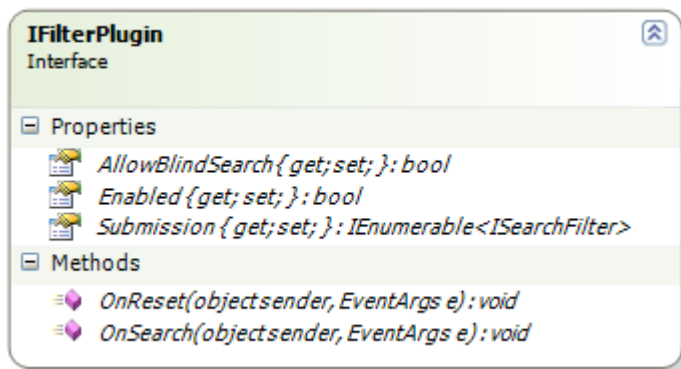 IFilterPlugin
Interface
Properties
AllowBlindSearch{ get; set; }: bool
Enabled{ get; set; }: bool
Submission{ get; set; }: IEnumerable<ISearchFilter>
Methods
OnReset(object sender, EventArgs e) : void
OnSearch(object sender, EventArgs e) : void